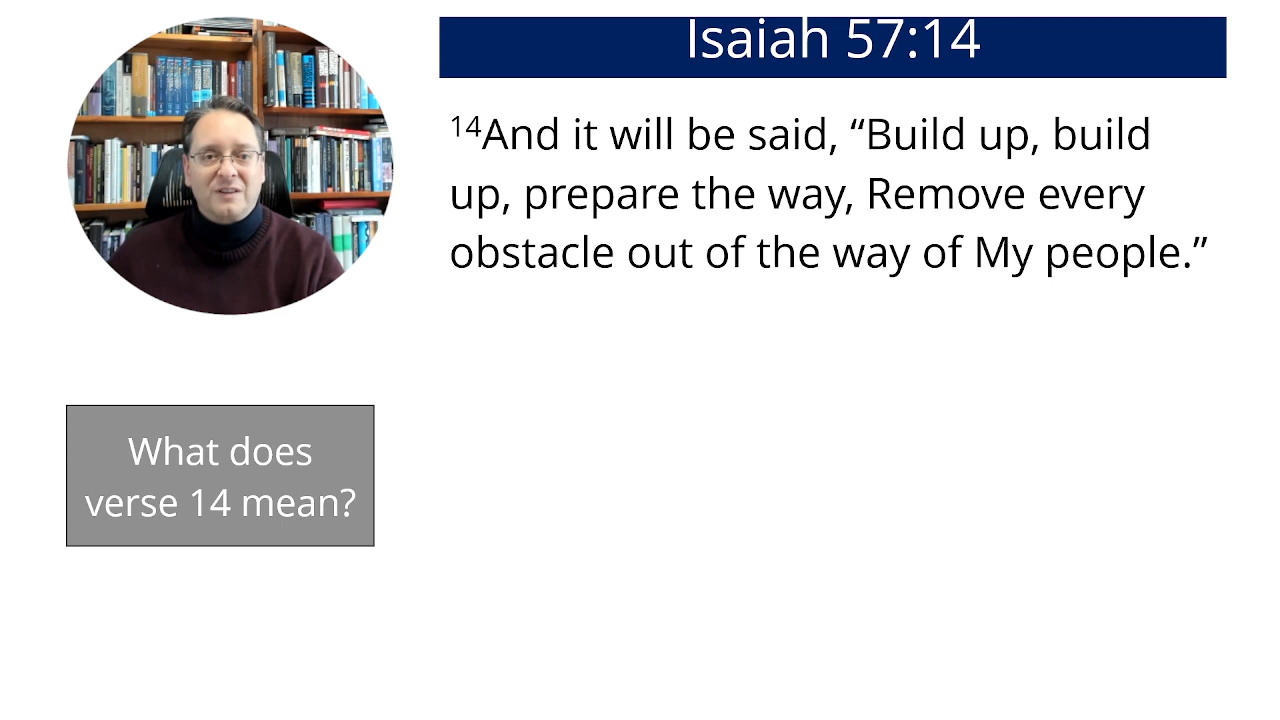 Isaiah 57:14
¹⁴And it will be said, “Build up, build
up, prepare the way, Remove every
obstacle out of the way of My people.”
What does
verse 14 mean?